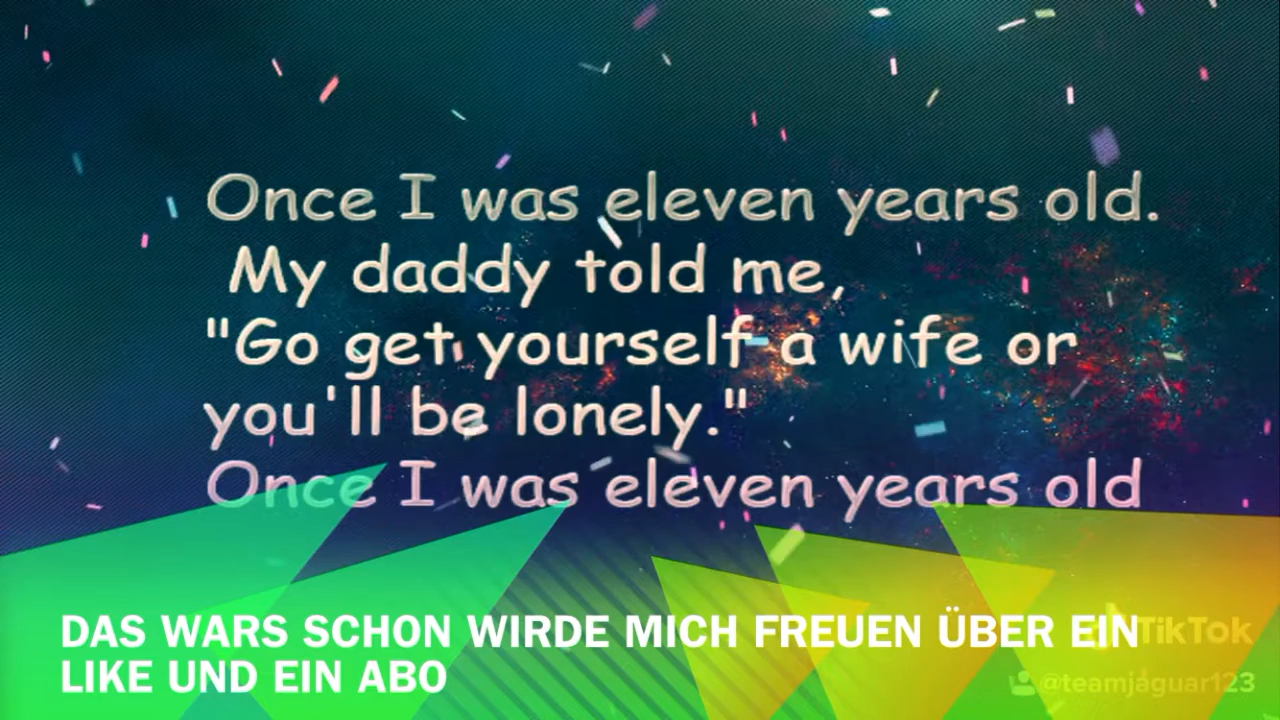 Once I was eleven years old.
My daddy told me,
"Go get yourself a wife or
you'll be lonely."
Once I was eleven years old
DAS WARS SCHON WIRDE MICH FREUEN ÜBER EIN
LIKE UND EIN ABO
TikTok
@teamjaguar123